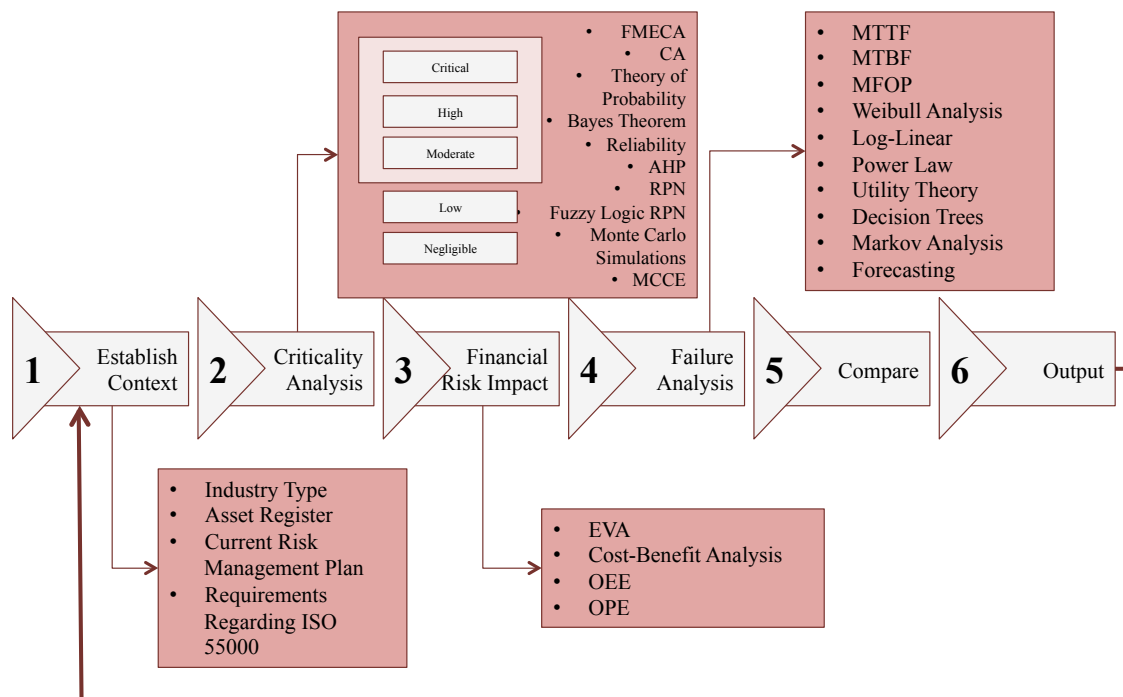 Critical
High
Moderate
Low
Negligible
• FMECA
• CA
• Theory of
Probability
• Bayes Theorem
• Reliability
• AHP
• RPN
• Fuzzy Logic RPN
• Monte Carlo
Simulations
• MCCE
• MTTF
• MTBF
• MFOP
• Weibull Analysis
• Log-Linear
• Power Law
• Utility Theory
• Decision Trees
• Markov Analysis
• Forecasting
1
Establish
Context
2
Criticality
Analysis
3
Financial
Risk Impact
4
Failure
Analysis
5
Compare
6
Output
• Industry Type
• Asset Register
• Current Risk
Management Plan
• Requirements
Regarding ISO
55000
• EVA
• Cost-Benefit Analysis
• OEE
• OPE